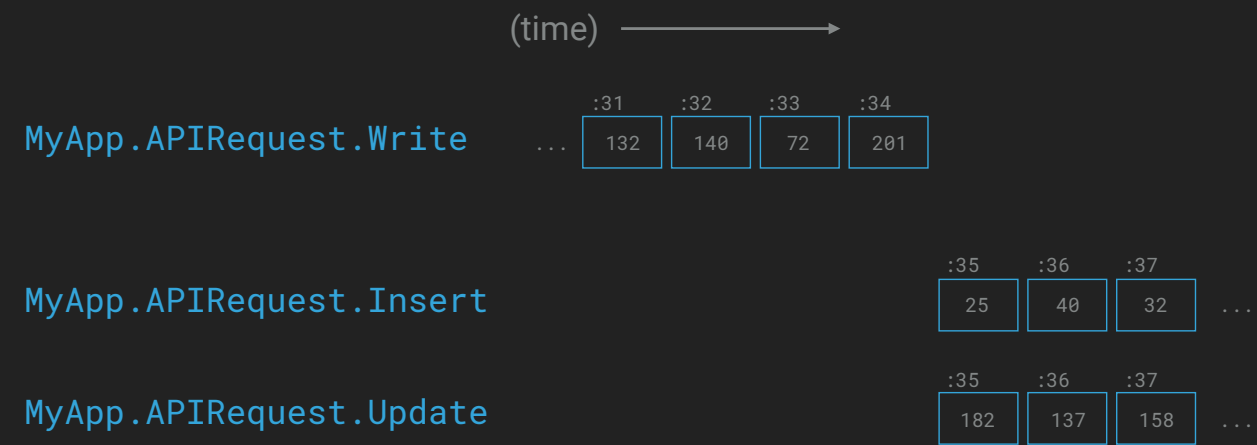 (time)
:31 :32 :33 :34
MyApp.APIRequest.Write ... 132 140 72 201
:35 :36 :37
MyApp.APIRequest.Insert 25 40 32 ...
:35 :36 :37
MyApp.APIRequest.Update 182 137 158 ...